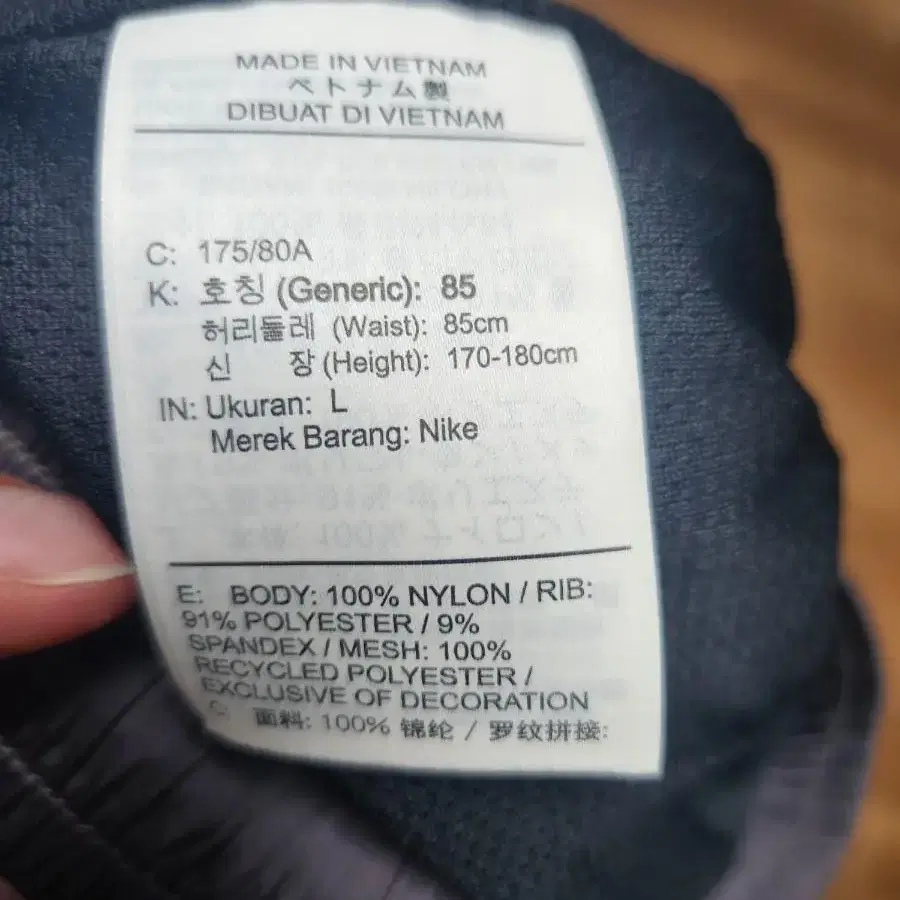 MADE IN VIETNAM
ベトナム製
DIBUAT DI VIETNAM
C: 175/80A
K: 호칭 (Generic): 85
허리둘레 (Waist): 85cm
신 장 (Height): 170-180cm
IN: Ukuran: L
Merek Barang: Nike
E: BODY: 100% NYLON / RIB:
91% POLYESTER / 9%
SPANDEX / MESH: 100%
RECYCLED POLYESTER /
EXCLUSIVE OF DECORATION
C: 面料: 100% 锦纶 / 罗纹拼接: